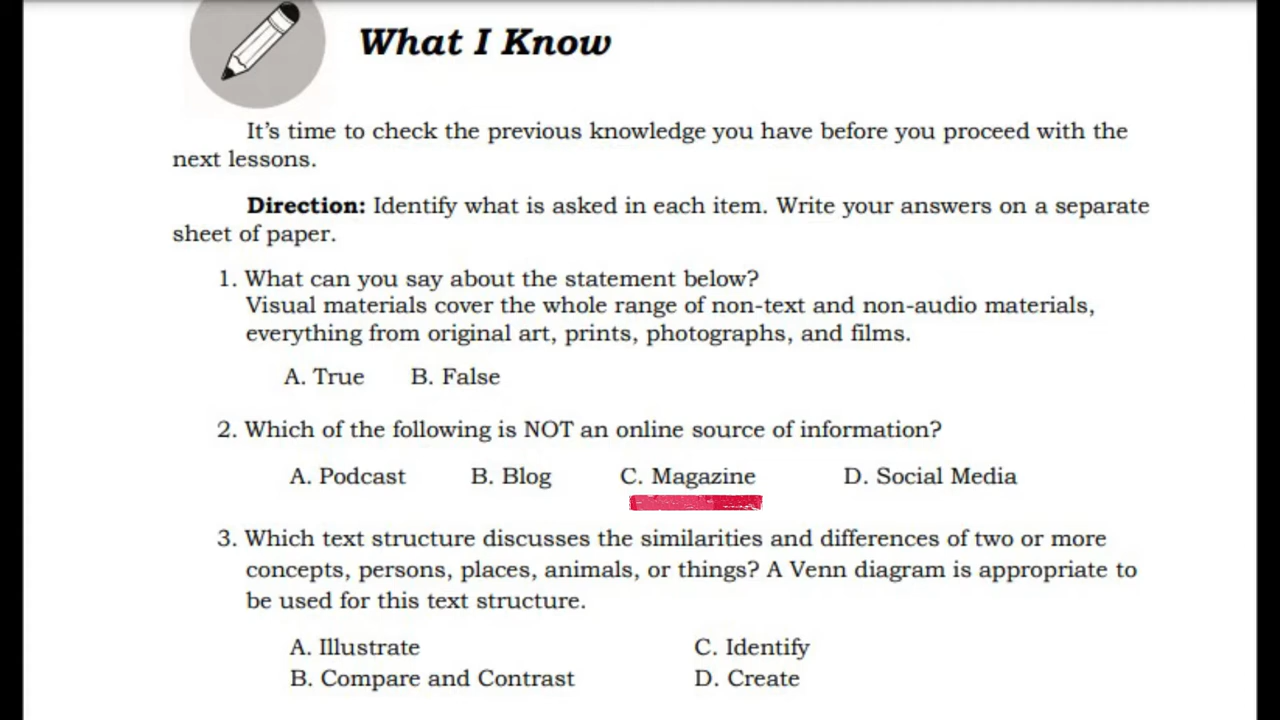 What I Know
It's time to check the previous knowledge you have before you proceed with the
next lessons.
Direction: Identify what is asked in each item. Write your answers on a separate
sheet of paper.
1. What can you say about the statement below?
Visual materials cover the whole range of non-text and non-audio materials,
everything from original art, prints, photographs, and films.
A. True B. False
2. Which of the following is NOT an online source of information?
A. Podcast B. Blog C. Magazine D. Social Media
3. Which text structure discusses the similarities and differences of two or more
concepts, persons, places, animals, or things? A Venn diagram is appropriate to
be used for this text structure.
A. Illustrate C. Identify
B. Compare and Contrast D. Create